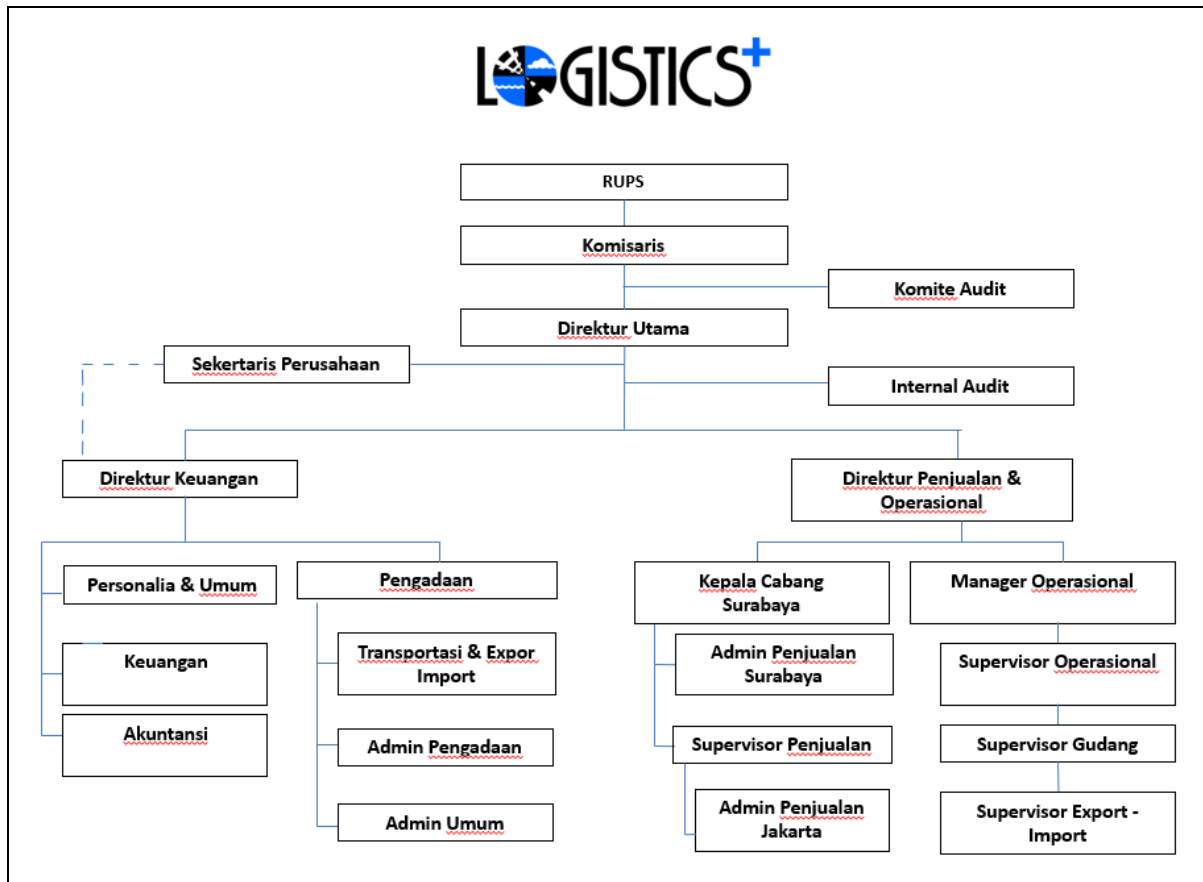 LOGISTICS+
RUPS
Komisaris
Komite Audit
Direktur Utama
Sekertaris Perusahaan
Internal Audit
Direktur Keuangan
Direktur Penjualan &
Operasional
Personalia & Umum
Keuangan
Akuntansi
Pengadaan
Transportasi & Expor
Import
Admin Pengadaan
Admin Umum
Kepala Cabang
Surabaya
Admin Penjualan
Surabaya
Supervisor Penjualan
Admin Penjualan
Jakarta
Manager Operasional
Supervisor Operasional
Supervisor Gudang
Supervisor Export -
Import